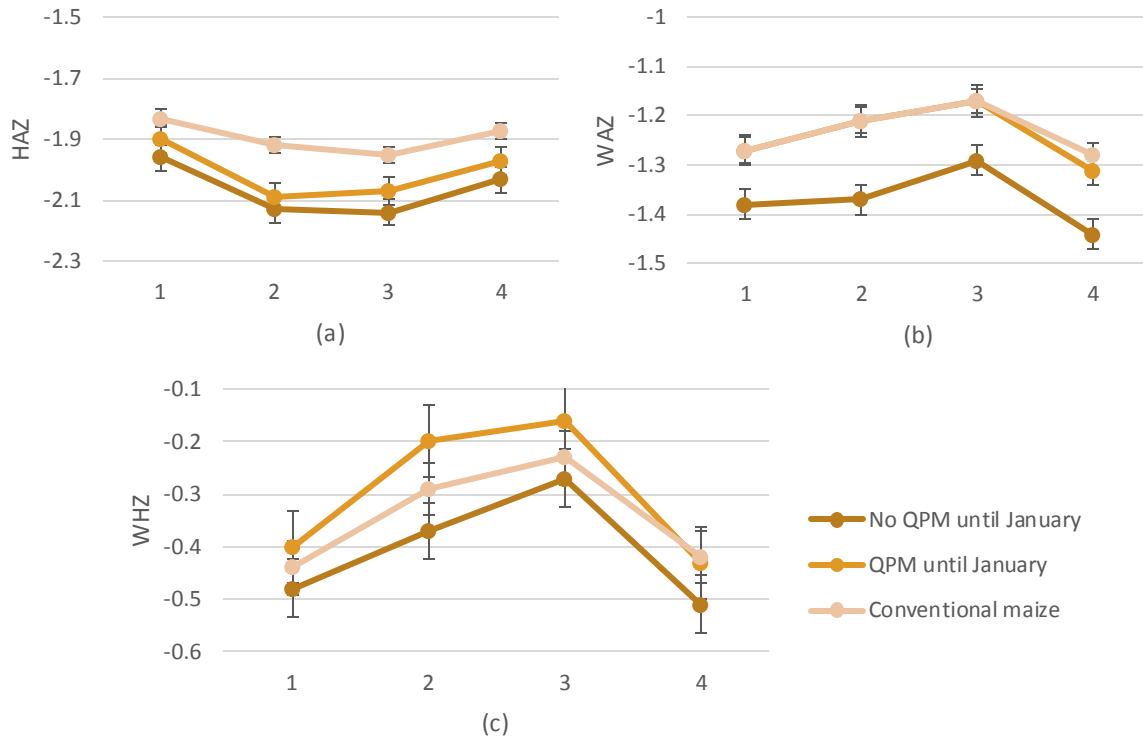 -1.5
-1.7
-1.9
-2.1
-2.3
HAZ
1 2 3 4
(a)
-1
-1.1
-1.2
-1.3
-1.4
-1.5
WAZ
1 2 3 4
(b)
-0.1
-0.2
-0.3
-0.4
-0.5
-0.6
WHZ
1 2 3 4
(c)
No QPM until January
QPM until January
Conventional maize